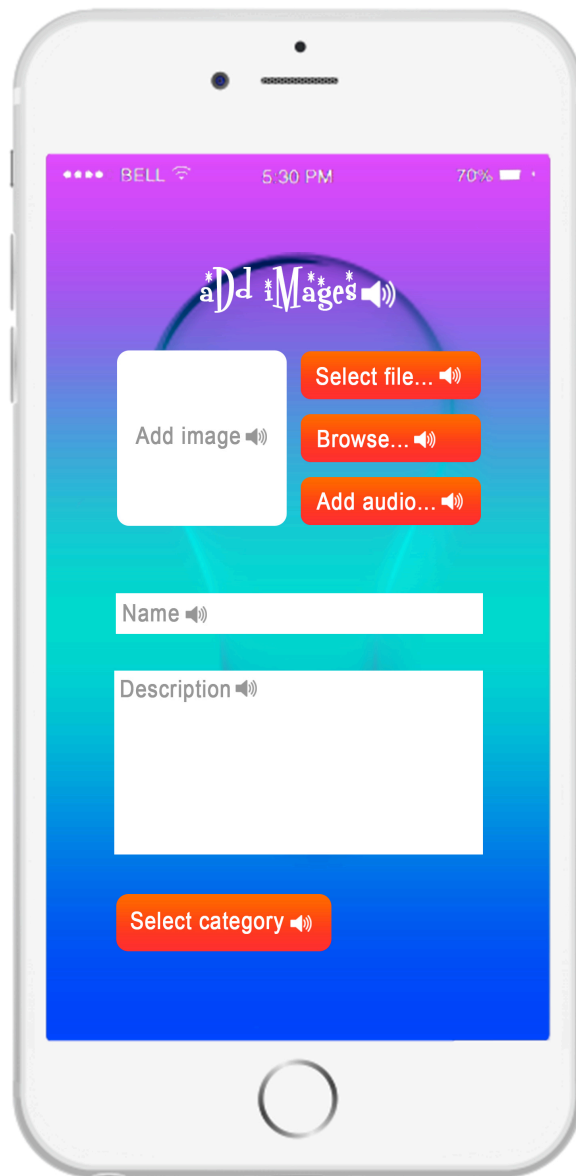 BELL 5:30 PM 70%
aDd iMages
Add image
Select file...
Browse...
Add audio...
Name
Description
Select category